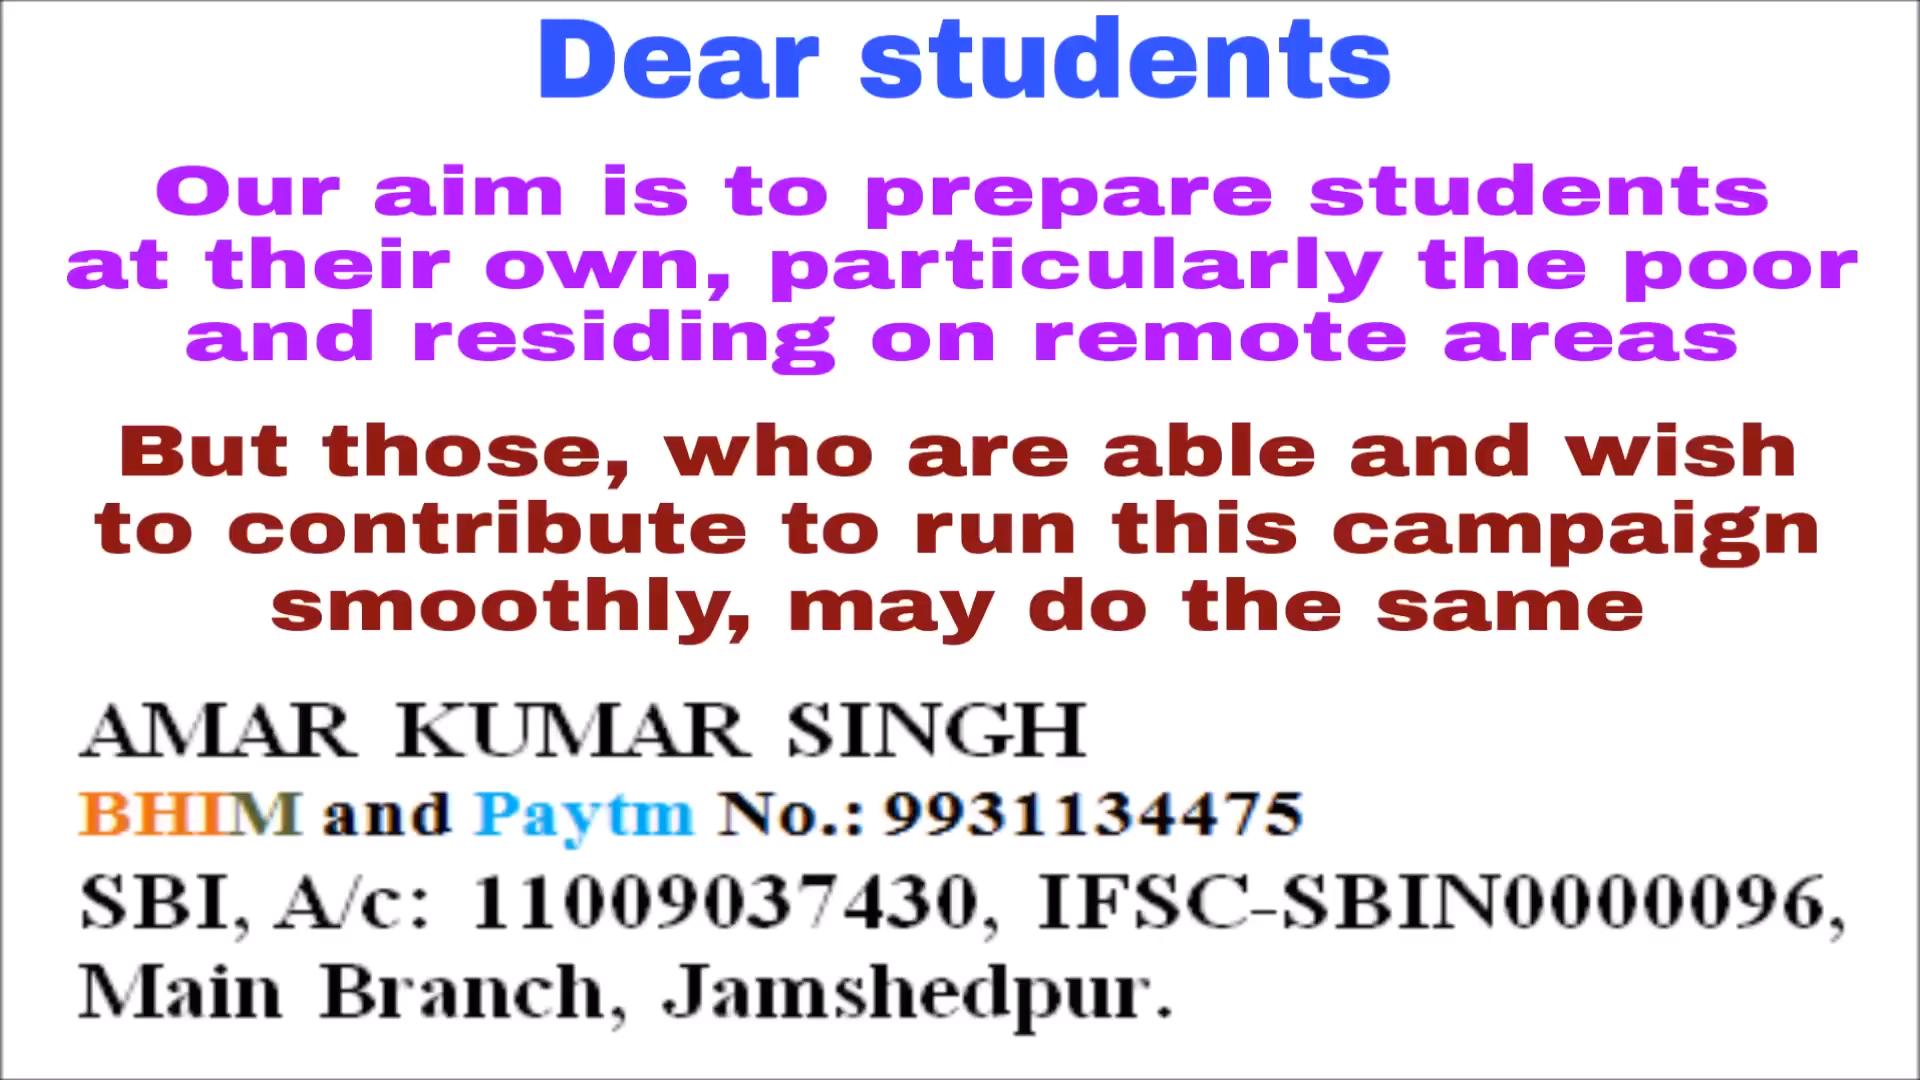 Dear students
Our aim is to prepare students
at their own, particularly the poor
and residing on remote areas
But those, who are able and wish
to contribute to run this campaign
smoothly, may do the same
AMAR KUMAR SINGH
BHIM and Paytm No.: 9931134475
SBI, A/c: 11009037430, IFSC-SBIN0000096,
Main Branch, Jamshedpur.